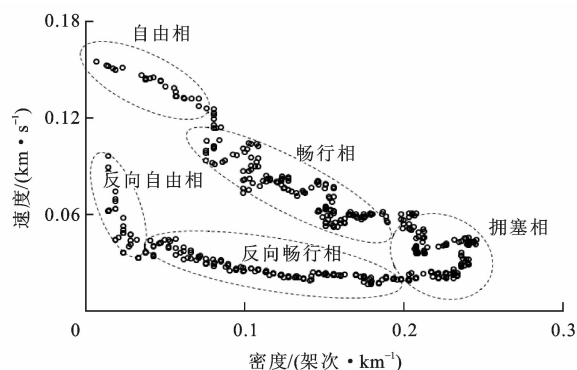 0.18
自由相
速度/(km·s⁻¹)
0.12
畅行相
反向自由相
0.06
拥塞相
反向畅行相
0 0.1 0.2 0.3
密度/(架次·km⁻¹)